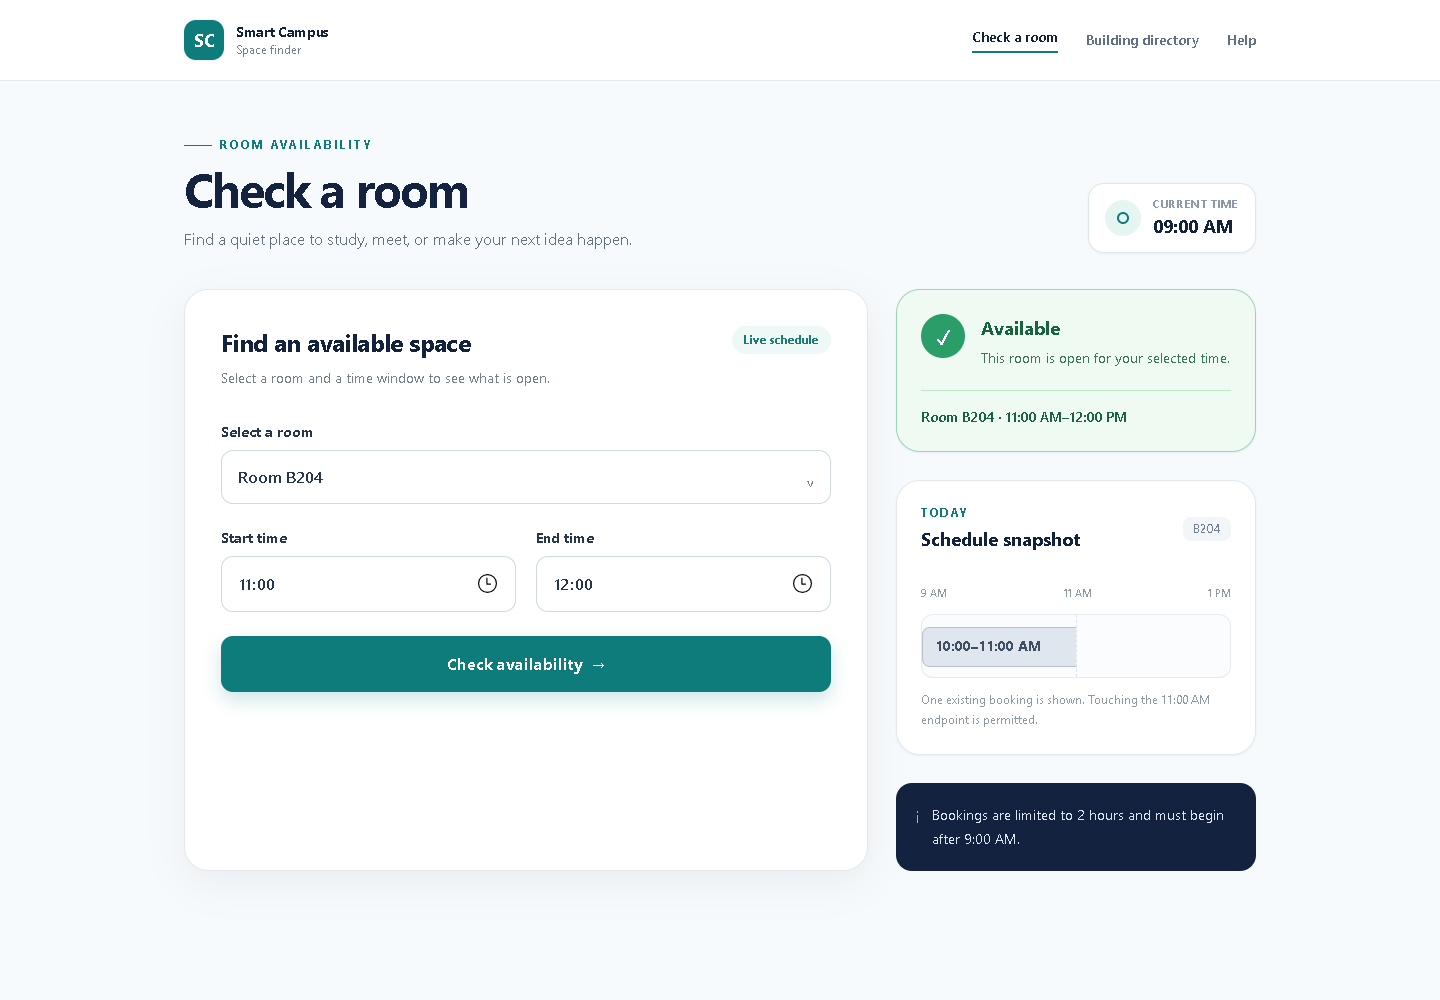 SC
Smart Campus
Space finder
Check a room
Building directory
Help
ROOM AVAILABILITY
Check a room
Find a quiet place to study, meet, or make your next idea happen.
CURRENT TIME
09:00 AM
Find an available space
Live schedule
Select a room and a time window to see what is open.
Select a room
Room B204
v
Start time
End time
11:00
12:00
Check availability →
✓
Available
This room is open for your selected time.
Room B204 · 11:00 AM–12:00 PM
TODAY
Schedule snapshot
B204
9 AM
11 AM
1 PM
10:00–11:00 AM
One existing booking is shown. Touching the 11:00 AM
endpoint is permitted.
i
Bookings are limited to 2 hours and must begin
after 9:00 AM.